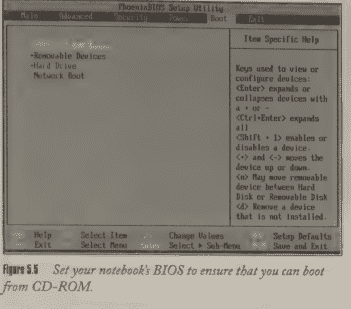 PhoenixBIOS Setup Utility
Main Advanced Security Power Boot Exit
Item Specific Help
-Removable Devices
+Hard Drive
Network Boot
Keys used to view or
configure devices:
<Enter> expands or
collapses devices with
a + or -
<Ctrl+Enter> expands
all
<Shift + 1> enables or
disables a device.
<+> and <-> moves the
device up or down.
<n> May move removable
device between Hard
Disk or Removable Disk
<d> Remove a device
that is not installed.
Help Select Item Change Values Setup Defaults
Exit Select Menu Enter Select ▶ Sub-Menu Save and Exit
Figure 5.5 Set your notebook's BIOS to ensure that you can boot
from CD-ROM.